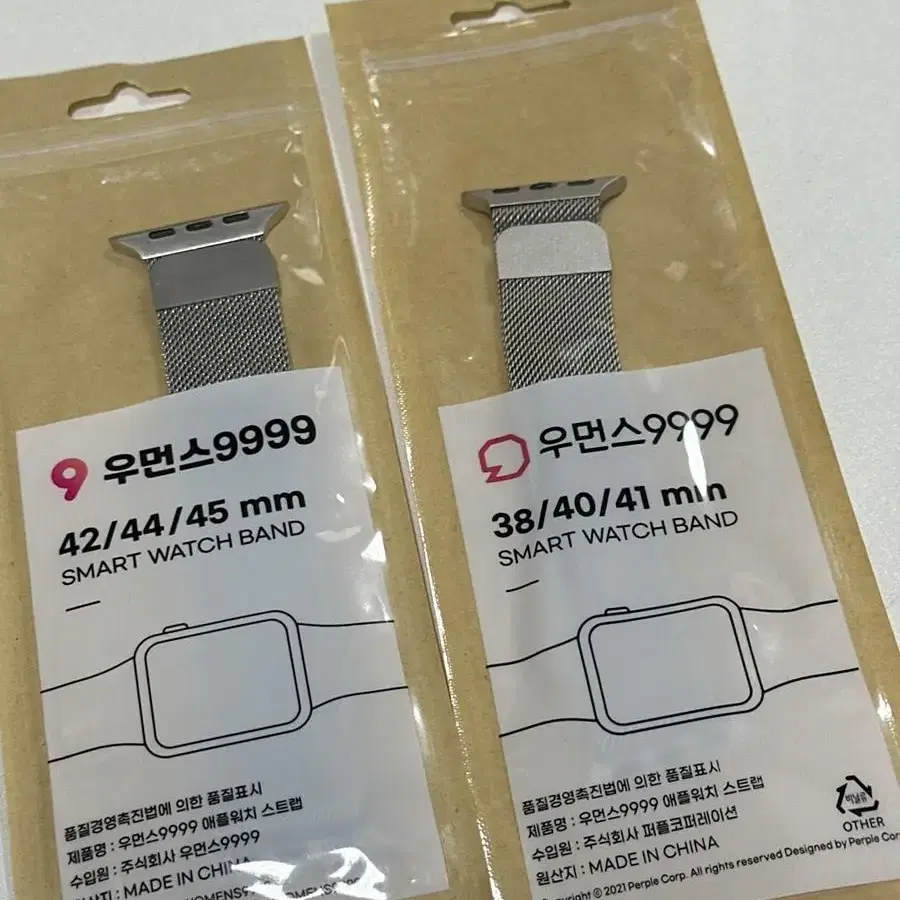 9 우먼스9999
42/44/45 mm
SMART WATCH BAND
품질경영촉진법에 의한 품질표시
제품명 : 우먼스9999 애플워치 스트랩
수입원 : 주식회사 우먼스9999
원산지 : MADE IN CHINA
우먼스9999
38/40/41 mm
SMART WATCH BAND
품질경영촉진법에 의한 품질표시
제품명 : 우먼스9999 애플워치 스트랩
수입원 : 주식회사 퍼플코퍼레이션
원산지 : MADE IN CHINA
Copyright © 2021 Perple Corp. All rights reserved Designed by Perple
비닐류
OTHER